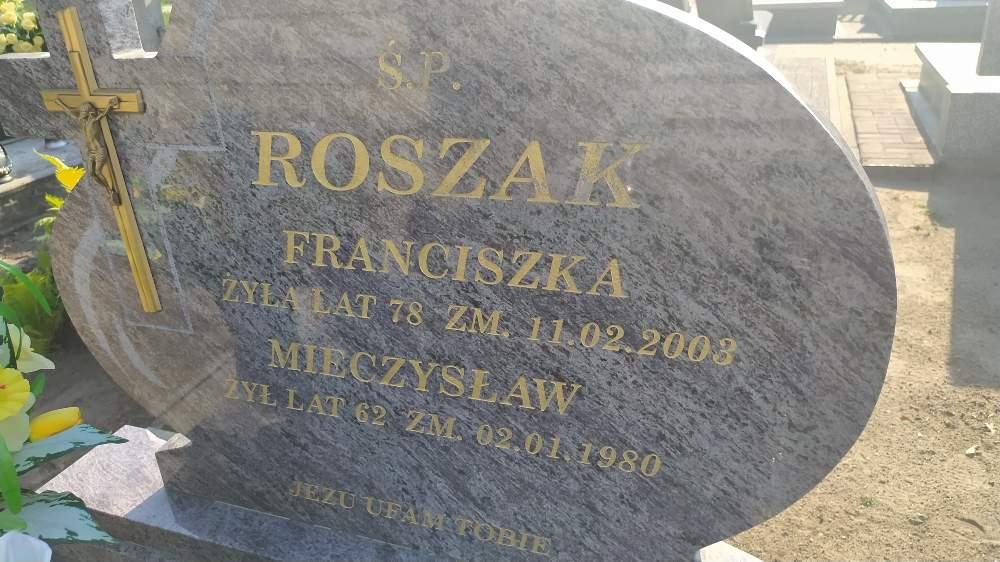 Ś.P.
ROSZAK
FRANCISZKA
ŻYŁA LAT 78 ZM. 11.02.2003
MIECZYSŁAW
ŻYŁ LAT 62 ZM. 02.01.1980
JEZU UFAM TOBIE